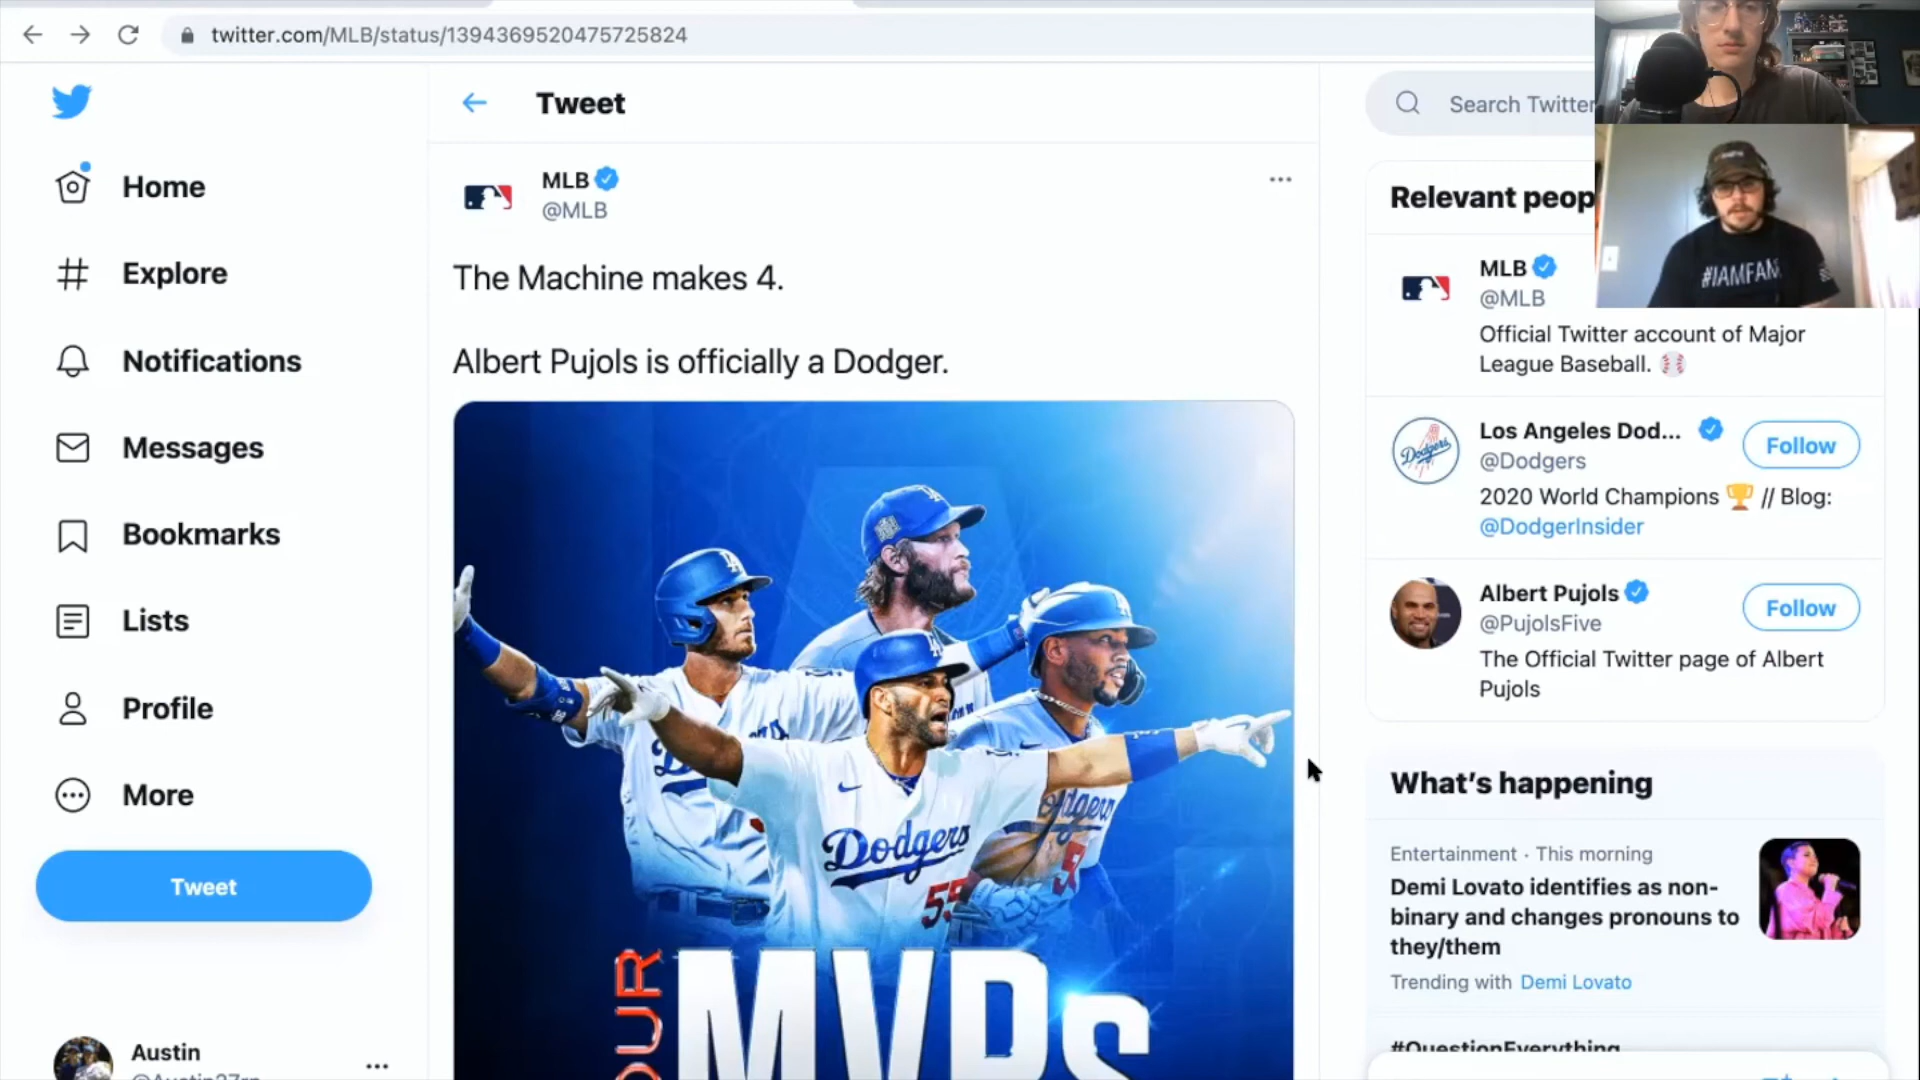 twitter.com/MLB/status/1394369520475725824
Home
Explore
Notifications
Messages
Bookmarks
Lists
Profile
More
Tweet
Austin
Tweet
MLB
@MLB
The Machine makes 4.
Albert Pujols is officially a Dodger.
LA
Dodgers
55
MVPs
Search Twitter
#IAMFAM
MLB
@MLB
Official Twitter account of Major
League Baseball.
Los Angeles Dod...
Follow
@Dodgers
2020 World Champions // Blog:
@DodgerInsider
Albert Pujols
Follow
@PujolsFive
The Official Twitter page of Albert
Pujols
What's happening
Entertainment · This morning
Demi Lovato identifies as non-
binary and changes pronouns to
they/them
Trending with Demi Lovato
#QuestionEverything